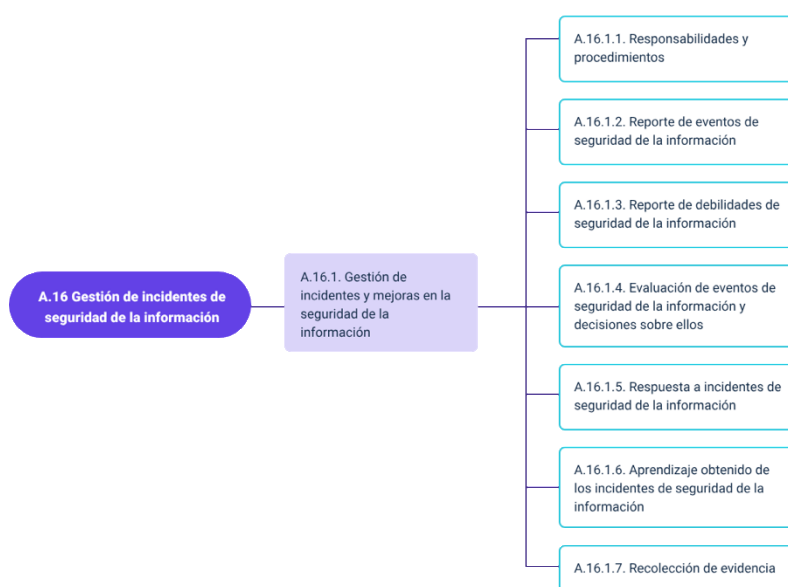 A.16 Gestión de incidentes de
seguridad de la información
A.16.1. Gestión de
incidentes y mejoras en la
seguridad de la
información
A.16.1.1. Responsabilidades y
procedimientos
A.16.1.2. Reporte de eventos de
seguridad de la información
A.16.1.3. Reporte de debilidades de
seguridad de la información
A.16.1.4. Evaluación de eventos de
seguridad de la información y
decisiones sobre ellos
A.16.1.5. Respuesta a incidentes de
seguridad de la información
A.16.1.6. Aprendizaje obtenido de
los incidentes de seguridad de la
información
A.16.1.7. Recolección de evidencia